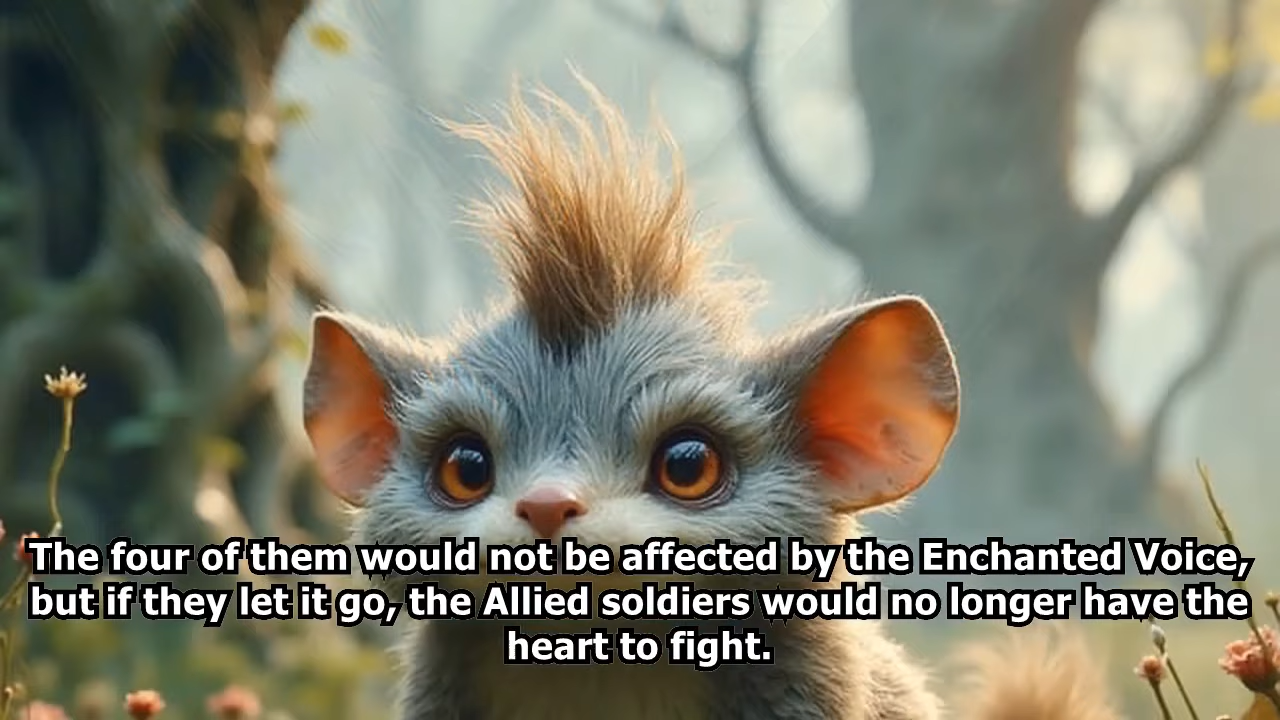 The four of them would not be affected by the Enchanted Voice,
but if they let it go, the Allied soldiers would no longer have the
heart to fight.